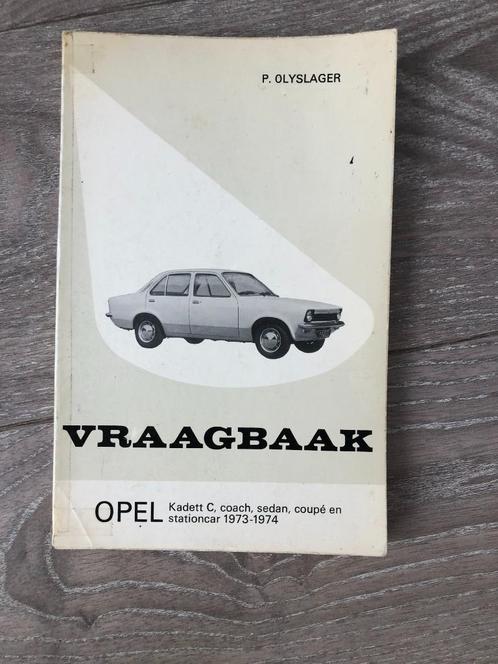 P. OLYSLAGER
VRAAGBAAK
OPEL Kadett C, coach, sedan, coupé en
stationcar 1973-1974